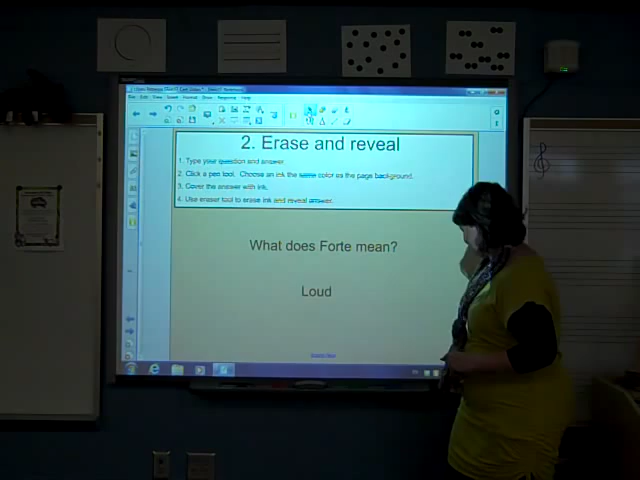 2. Erase and reveal
1. Type your question and answer.
2. Click a pen tool. Choose an ink the same color as the page background.
3. Cover the answer with ink.
4. Use eraser tool to erase ink and reveal answer.
What does Forte mean?
Loud